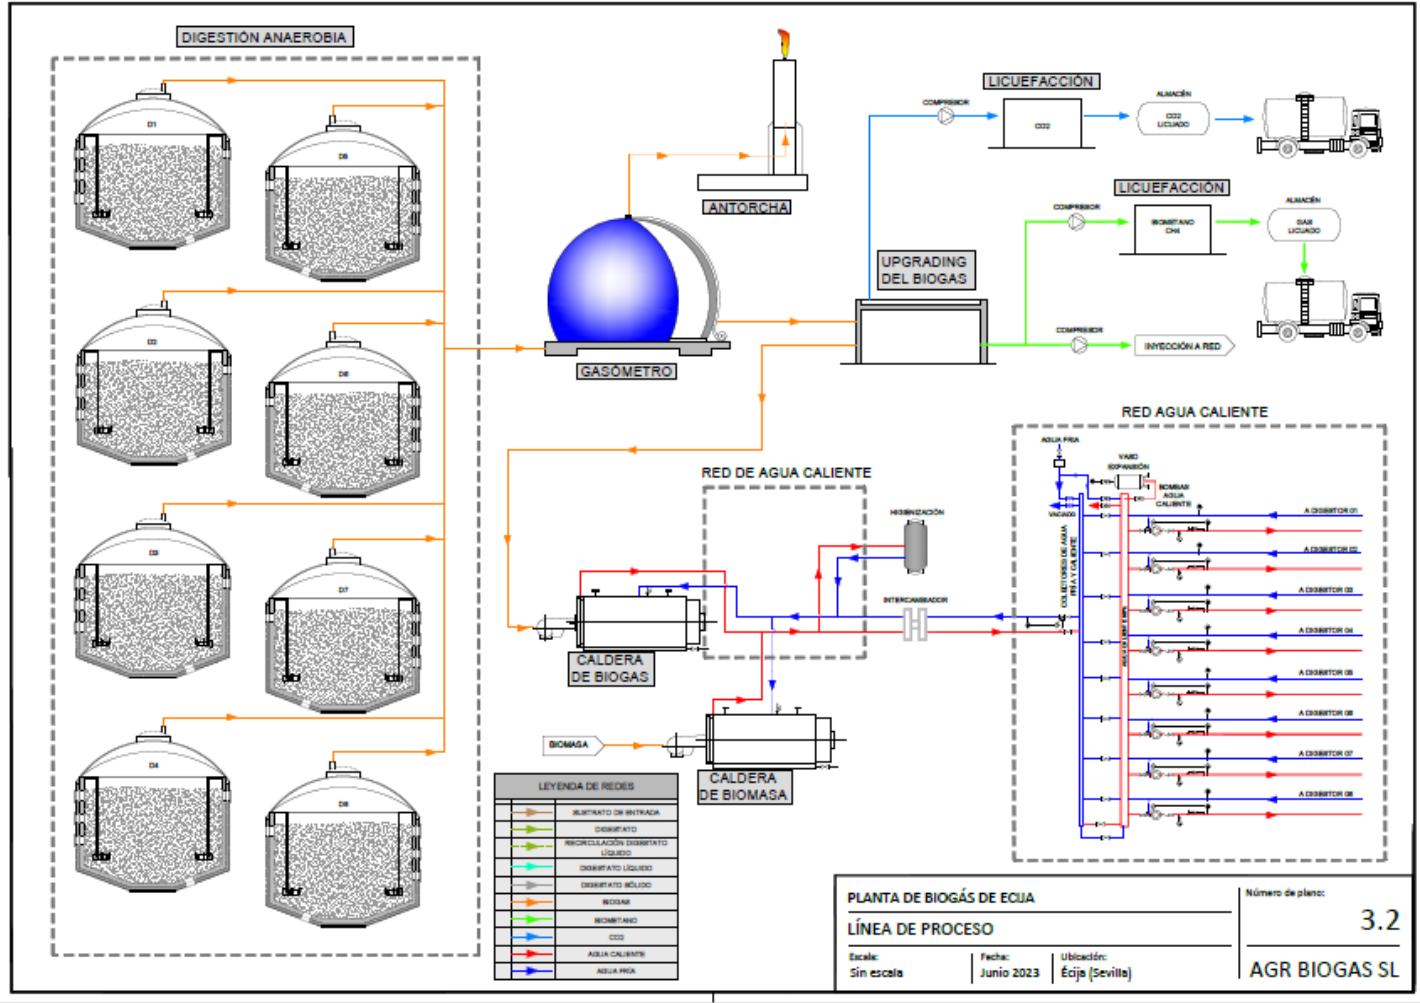 DIGESTIÓN ANAEROBIA
D1
D5
D2
D6
D3
D7
D4
D8
ANTORCHA
GASÓMETRO
UPGRADING
DEL BIOGAS
COMPRESOR
LICUEFACCIÓN
CO2
ALMACÉN
CO2
LICUADO
COMPRESOR
LICUEFACCIÓN
BIOMETANO
CH4
ALMACÉN
GAS
LICUADO
COMPRESOR
INYECCIÓN A RED
RED DE AGUA CALIENTE
HIGIENIZACIÓN
INTERCAMBIADOR
CALDERA
DE BIOGAS
BIOMASA
CALDERA
DE BIOMASA
RED AGUA CALIENTE
AGUA FRIA
VASO
EXPANSIÓN
BOMBAS
AGUA
CALIENTE
VACIADO
COLECTORES DE AGUA
FRÍA Y CALIENTE
A DIGESTOR 01
A DIGESTOR 02
A DIGESTOR 03
A DIGESTOR 04
A DIGESTOR 05
A DIGESTOR 06
A DIGESTOR 07
A DIGESTOR 08
LEYENDA DE REDES
SUSTRATO DE ENTRADA
DIGESTATO
RECIRCULACIÓN DIGESTATO
LÍQUIDO
DIGESTATO LÍQUIDO
DIGESTATO SÓLIDO
BIOGAS
BIOMETANO
CO2
AGUA CALIENTE
AGUA FRÍA
PLANTA DE BIOGÁS DE ECIJA
LÍNEA DE PROCESO
Escala:
Sin escala
Fecha:
Junio 2023
Ubicación:
Écija (Sevilla)
Número de plano:
3.2
AGR BIOGAS SL